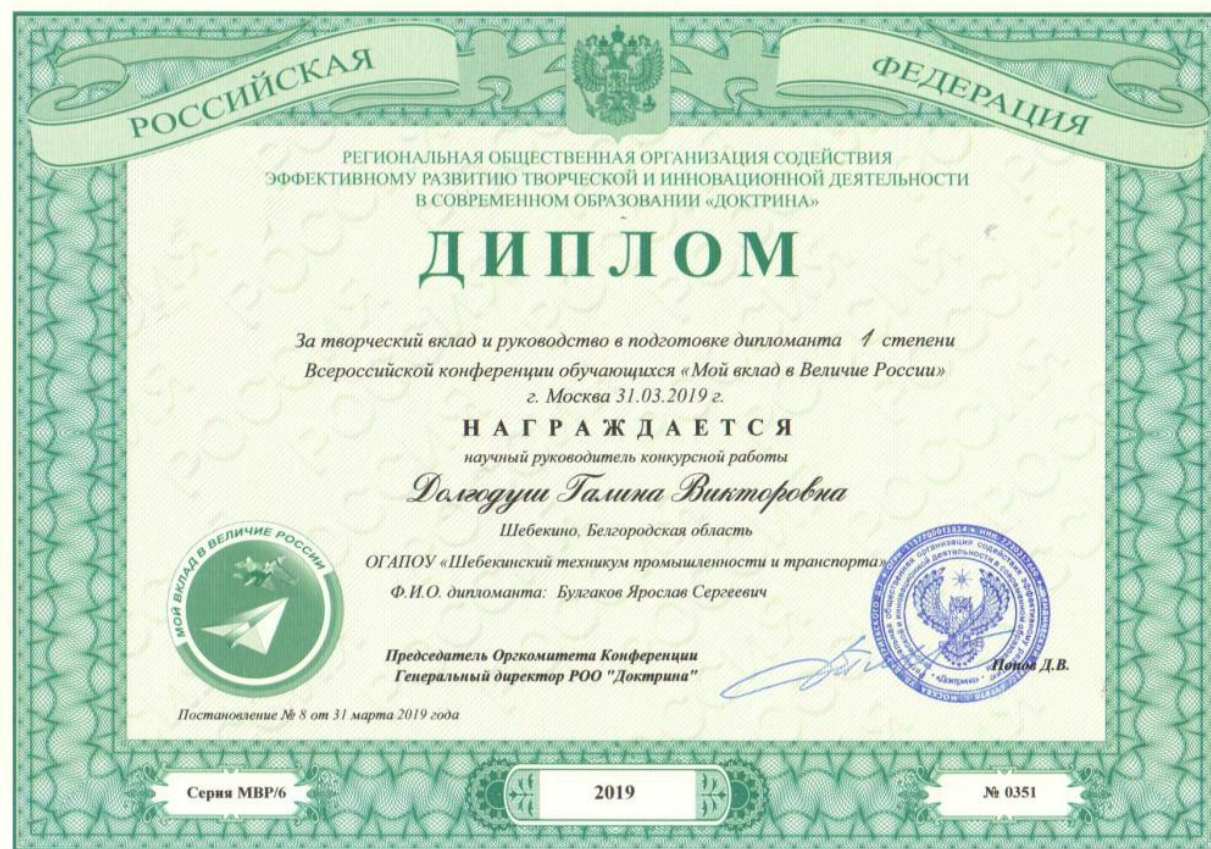 РОССИЙСКАЯ
ФЕДЕРАЦИЯ
РЕГИОНАЛЬНАЯ ОБЩЕСТВЕННАЯ ОРГАНИЗАЦИЯ СОДЕЙСТВИЯ
ЭФФЕКТИВНОМУ РАЗВИТИЮ ТВОРЧЕСКОЙ И ИННОВАЦИОННОЙ ДЕЯТЕЛЬНОСТИ
В СОВРЕМЕННОМ ОБРАЗОВАНИИ «ДОКТРИНА»
ДИПЛОМ
За творческий вклад и руководство в подготовке дипломанта 1 степени
Всероссийской конференции обучающихся «Мой вклад в Величие России»
г. Москва 31.03.2019 г.
НАГРАЖДАЕТСЯ
научный руководитель конкурсной работы
Долгодуш Галина Викторовна
Шебекино, Белгородская область
ОГАПОУ «Шебекинский техникум промышленности и транспорта»
Ф.И.О. дипломанта: Булгаков Ярослав Сергеевич
МОЙ ВКЛАД В ВЕЛИЧИЕ РОССИИ
Председатель Оргкомитета Конференции
Генеральный директор РОО "Доктрина"
Попов Д.В.
«Доктрина»
Постановление № 8 от 31 марта 2019 года
Серия МВР/6
2019
№ 0351